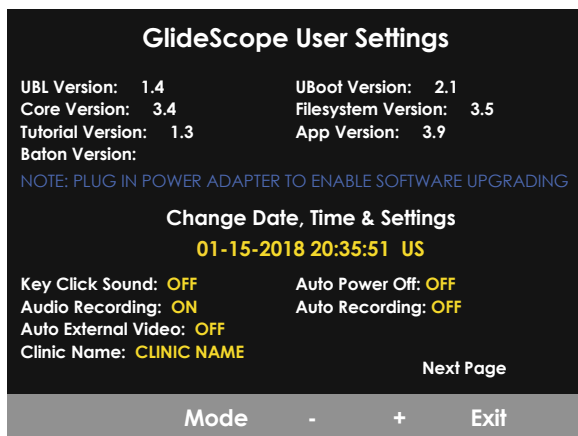 GlideScope User Settings
UBL Version: 1.4 UBoot Version: 2.1
Core Version: 3.4 Filesystem Version: 3.5
Tutorial Version: 1.3 App Version: 3.9
Baton Version:
NOTE: PLUG IN POWER ADAPTER TO ENABLE SOFTWARE UPGRADING
Change Date, Time & Settings
01-15-2018 20:35:51 US
Key Click Sound: OFF Auto Power Off: OFF
Audio Recording: ON Auto Recording: OFF
Auto External Video: OFF
Clinic Name: CLINIC NAME
Next Page
Mode - + Exit